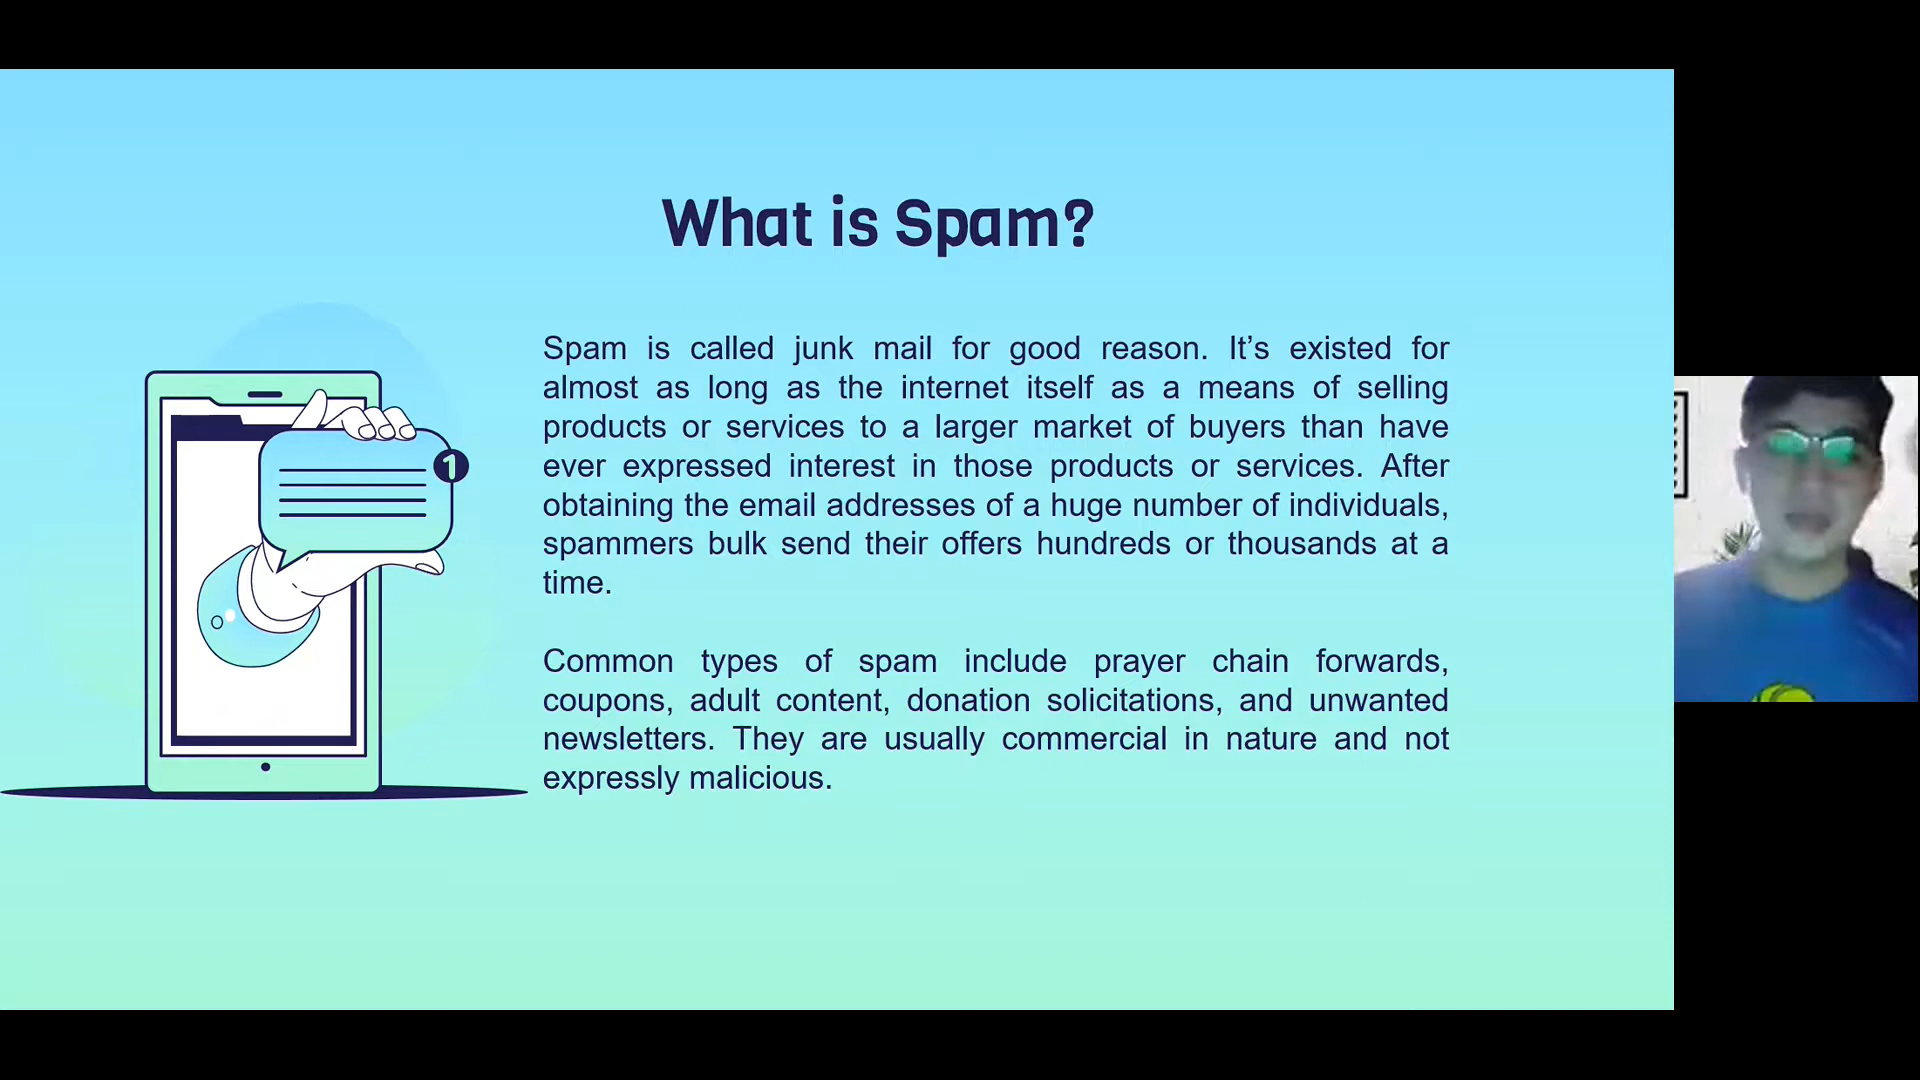 What is Spam?
Spam is called junk mail for good reason. It’s existed for
almost as long as the internet itself as a means of selling
products or services to a larger market of buyers than have
ever expressed interest in those products or services. After
obtaining the email addresses of a huge number of individuals,
spammers bulk send their offers hundreds or thousands at a
time.
1
Common types of spam include prayer chain forwards,
coupons, adult content, donation solicitations, and unwanted
newsletters. They are usually commercial in nature and not
expressly malicious.